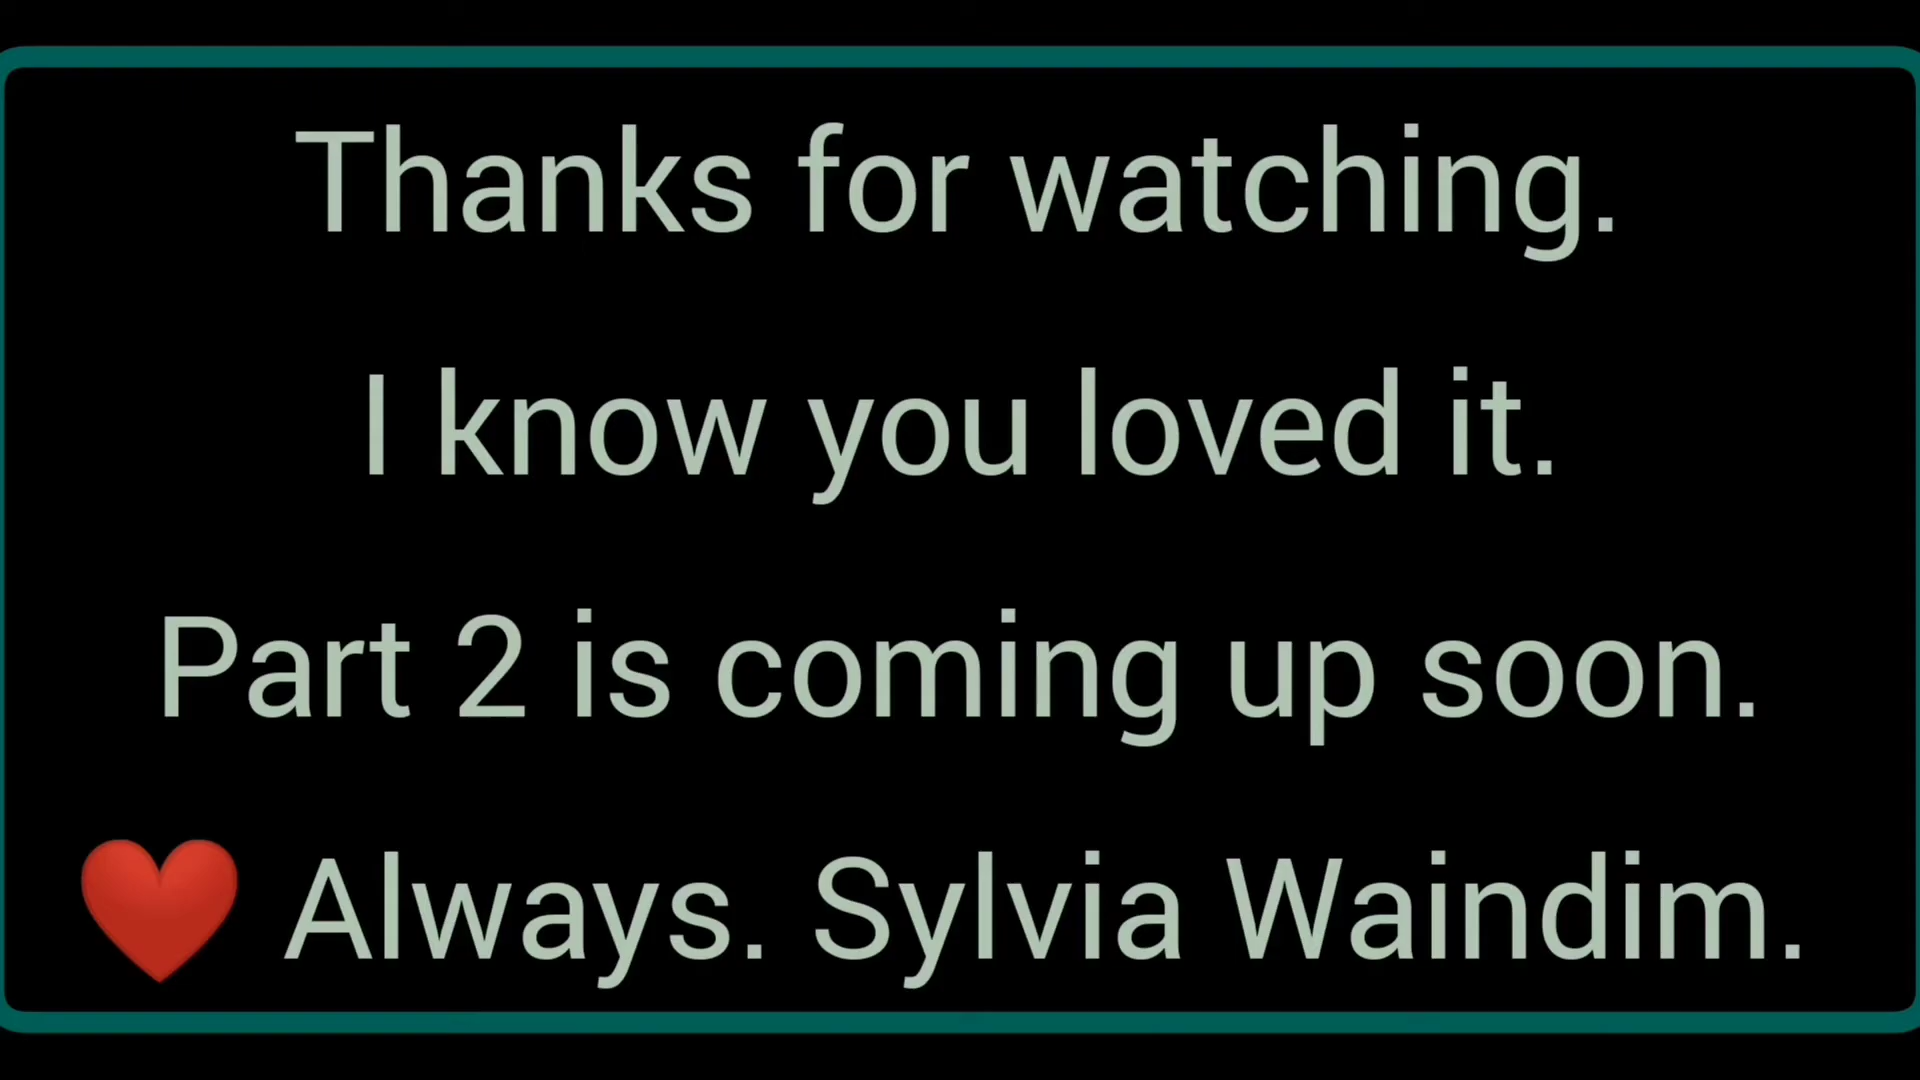 Thanks for watching.
I know you loved it.
Part 2 is coming up soon.
❤️ Always. Sylvia Waindim.